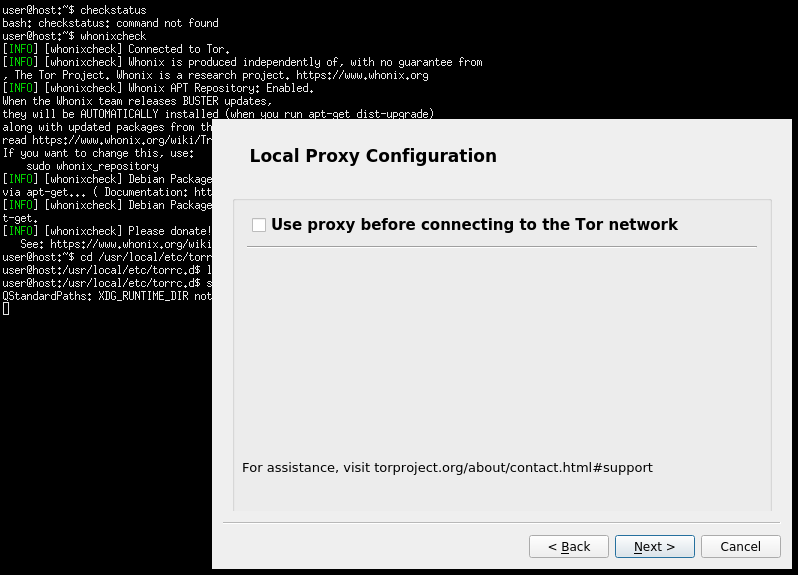 user@host:~$ checkstatus
bash: checkstatus: command not found
user@host:~$ whonixcheck
[INFO] [whonixcheck] Connected to Tor.
[INFO] [whonixcheck] Whonix is produced independently of, with no guarantee from
, The Tor Project. Whonix is a research project. https://www.whonix.org
[INFO] [whonixcheck] Whonix APT Repository: Enabled.
When the Whonix team releases BUSTER updates,
they will be AUTOMATICALLY installed (when you run apt-get dist-upgrade)
along with updated packages from th
read https://www.whonix.org/wiki/Tr
If you want to change this, use:
    sudo whonix_repository
[INFO] [whonixcheck] Debian Package
via apt-get... ( Documentation: htt
[INFO] [whonixcheck] Debian Package
t-get.
[INFO] [whonixcheck] Please donate!
   See: https://www.whonix.org/wiki
user@host:~$ cd /usr/local/etc/torr
user@host:/usr/local/etc/torrc.d$ l
user@host:/usr/local/etc/torrc.d$ s
QStandardPaths: XDG_RUNTIME_DIR not
Local Proxy Configuration
Use proxy before connecting to the Tor network
For assistance, visit torproject.org/about/contact.html#support
< Back
Next >
Cancel